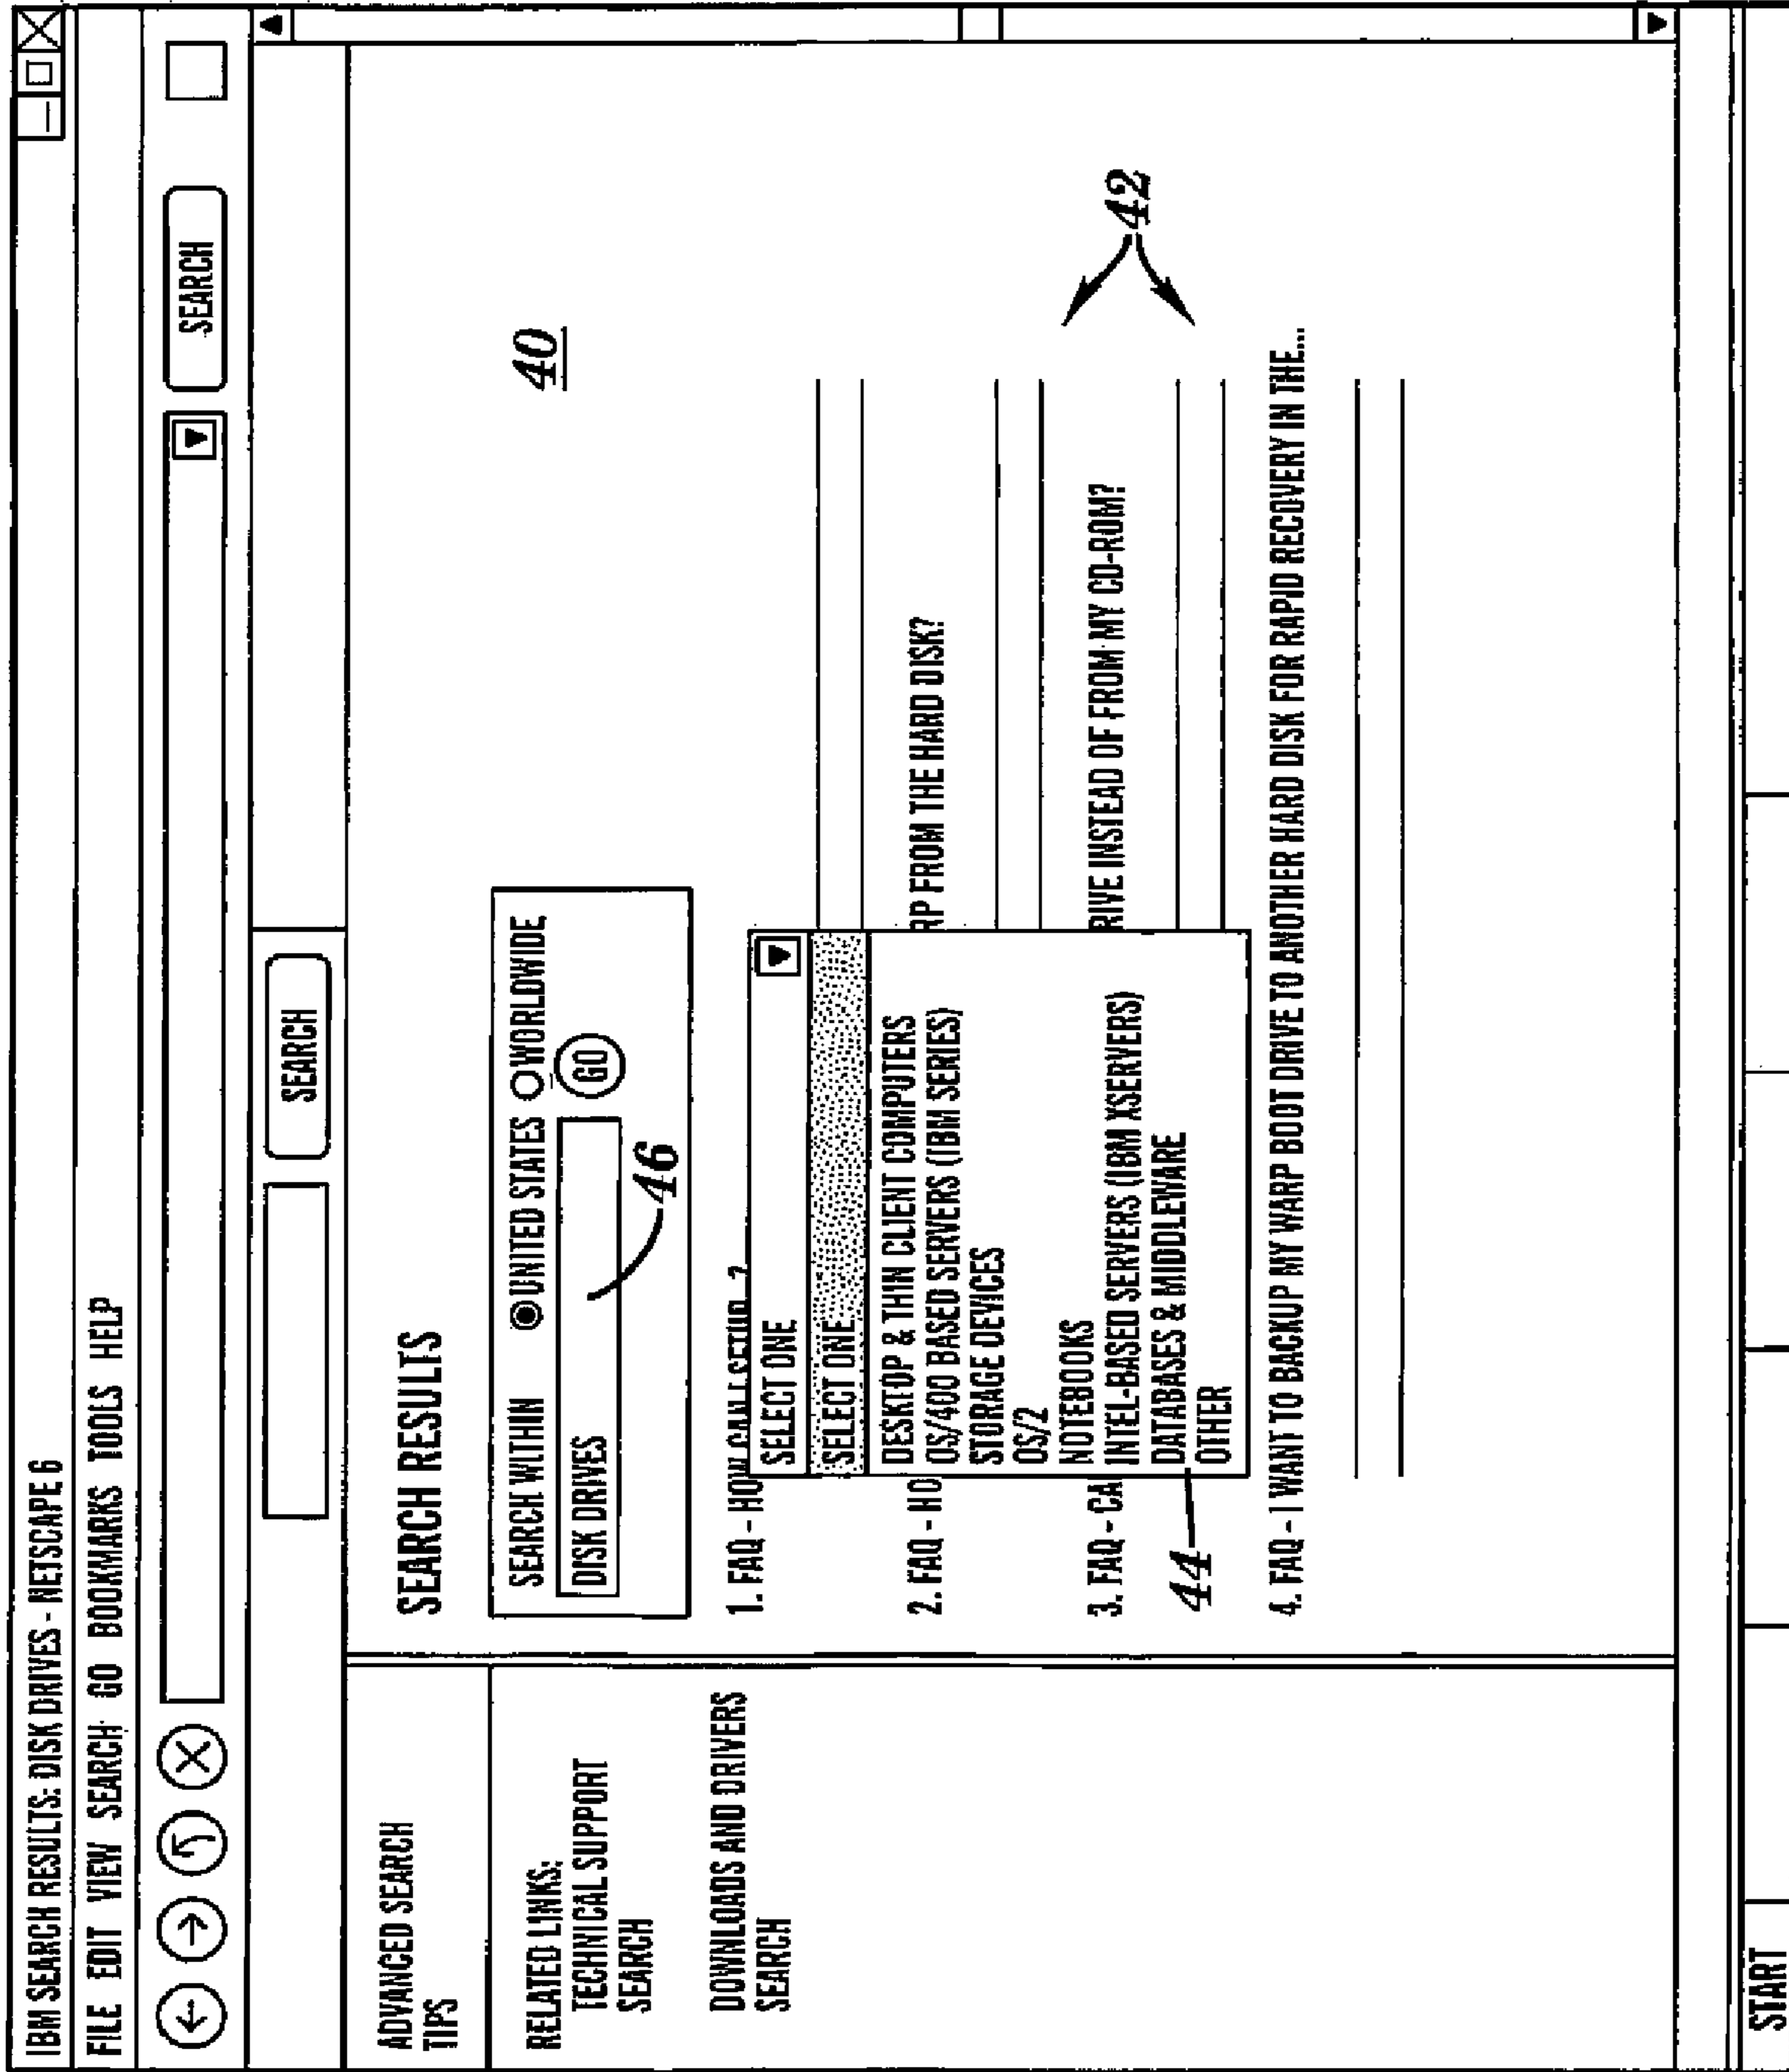 IBM SEARCH RESULTS: DISK DRIVES - NETSCAPE 6
FILE EDIT VIEW SEARCH GO BOOKMARKS TOOLS HELP
SEARCH
SEARCH
ADVANCED SEARCH
TIPS
RELATED LINKS:
TECHNICAL SUPPORT
SEARCH
DOWNLOADS AND DRIVERS
SEARCH
SEARCH RESULTS
40
SEARCH WITHIN UNITED STATES WORLDWIDE
DISK DRIVES GO
46
1. FAQ - HOW CAN I SETUP ?
SELECT ONE
SELECT ONE
DESKTOP & THIN CLIENT COMPUTERS
OS/400 BASED SERVERS (IBM SERIES)
STORAGE DEVICES
OS/2
NOTEBOOKS
INTEL-BASED SERVERS (IBM XSERVERS)
DATABASES & MIDDLEWARE
OTHER
2. FAQ - HO RP FROM THE HARD DISK?
3. FAQ - CA RIVE INSTEAD OF FROM MY CD-ROM?
42
44
4. FAQ - I WANT TO BACKUP MY WARP BOOT DRIVE TO ANOTHER HARD DISK FOR RAPID RECOVERY IN THE...
START